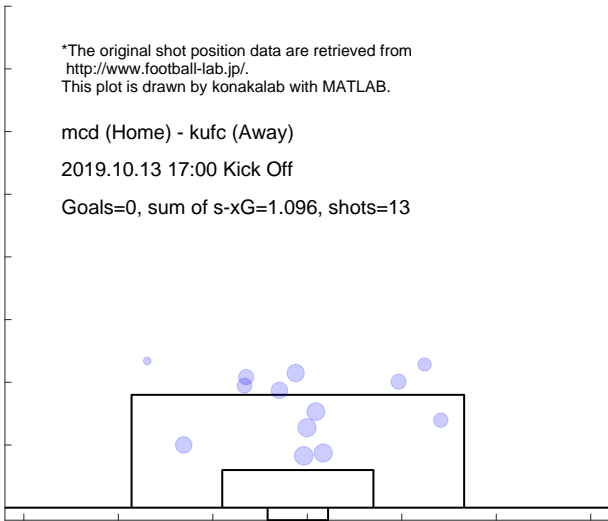 *The original shot position data are retrieved from
http://www.football-lab.jp/.
This plot is drawn by konakalab with MATLAB.
mcd (Home) - kufc (Away)
2019.10.13 17:00 Kick Off
Goals=0, sum of s-xG=1.096, shots=13